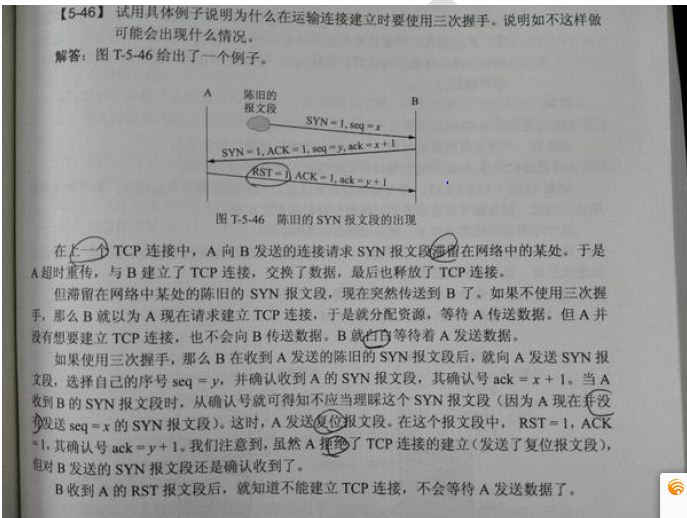 【5-46】 试用具体例子说明为什么在运输连接建立时要使用三次握手。说明如不这样做
可能会出现什么情况。
解答：图 T-5-46 给出了一个例子。
A
陈旧的
报文段
B
SYN = 1, seq = x
SYN = 1, ACK = 1, seq = y, ack = x + 1
RST = 1, ACK = 1, ack = y + 1
图 T-5-46 陈旧的 SYN 报文段的出现
在上一个 TCP 连接中，A 向 B 发送的连接请求 SYN 报文段滞留在网络中的某处。于是
A 超时重传，与 B 建立了 TCP 连接，交换了数据，最后也释放了 TCP 连接。
但滞留在网络中某处的陈旧的 SYN 报文段，现在突然传送到 B 了。如果不使用三次握
手，那么 B 就以为 A 现在请求建立 TCP 连接，于是就分配资源，等待 A 传送数据。但 A 并
没有想要建立 TCP 连接，也不会向 B 传送数据。B 就白白等待着 A 发送数据。
如果使用三次握手，那么 B 在收到 A 发送的陈旧的 SYN 报文段后，就向 A 发送 SYN 报
文段，选择自己的序号 seq = y，并确认收到 A 的 SYN 报文段，其确认号 ack = x + 1。当 A
收到 B 的 SYN 报文段时，从确认号就可得知不应当理睬这个 SYN 报文段（因为 A 现在并没
有发送 seq = x 的 SYN 报文段）。这时，A 发送复位报文段。在这个报文段中，RST = 1，ACK
= 1，其确认号 ack = y + 1。我们注意到，虽然 A 拒绝了 TCP 连接的建立（发送了复位报文段），
但对 B 发送的 SYN 报文段还是确认收到了。
B 收到 A 的 RST 报文段后，就知道不能建立 TCP 连接，不会等待 A 发送数据了。